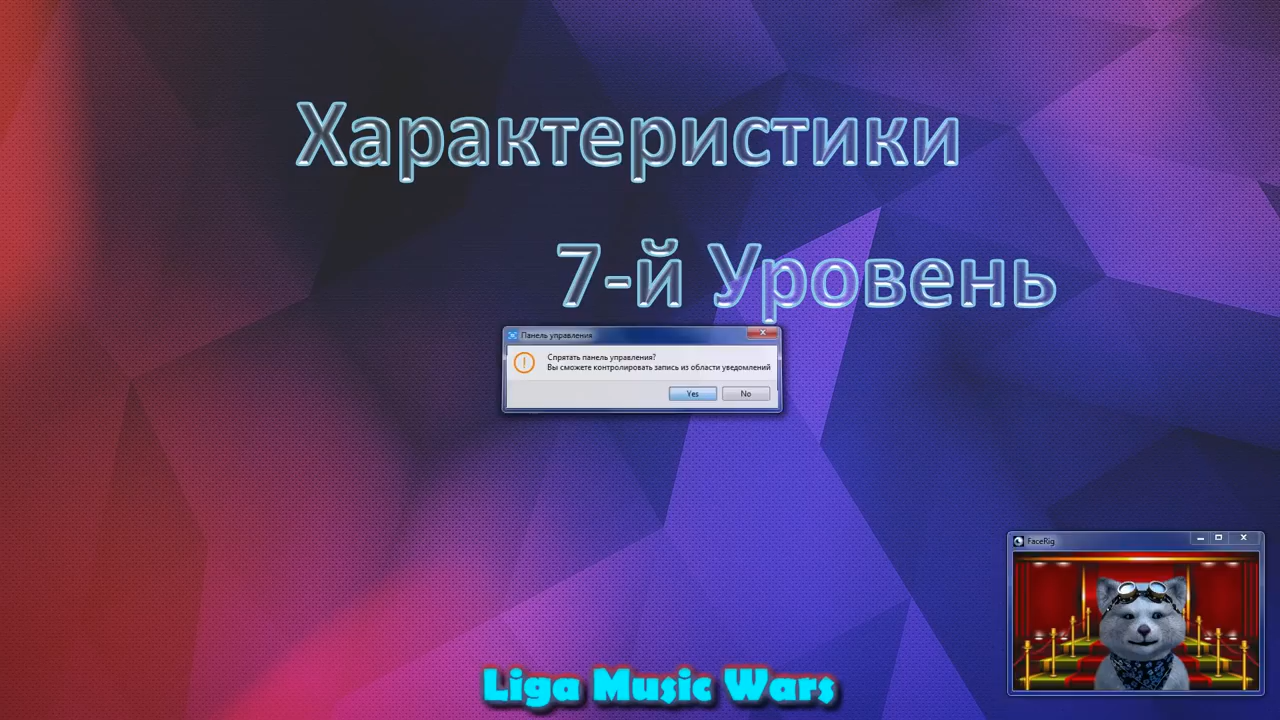 Характеристики
7-й Уровень
Панель управления
Спрятать панель управления?
Вы сможете контролировать запись из области уведомлений
Yes No
FaceRig
Liga Music Wars